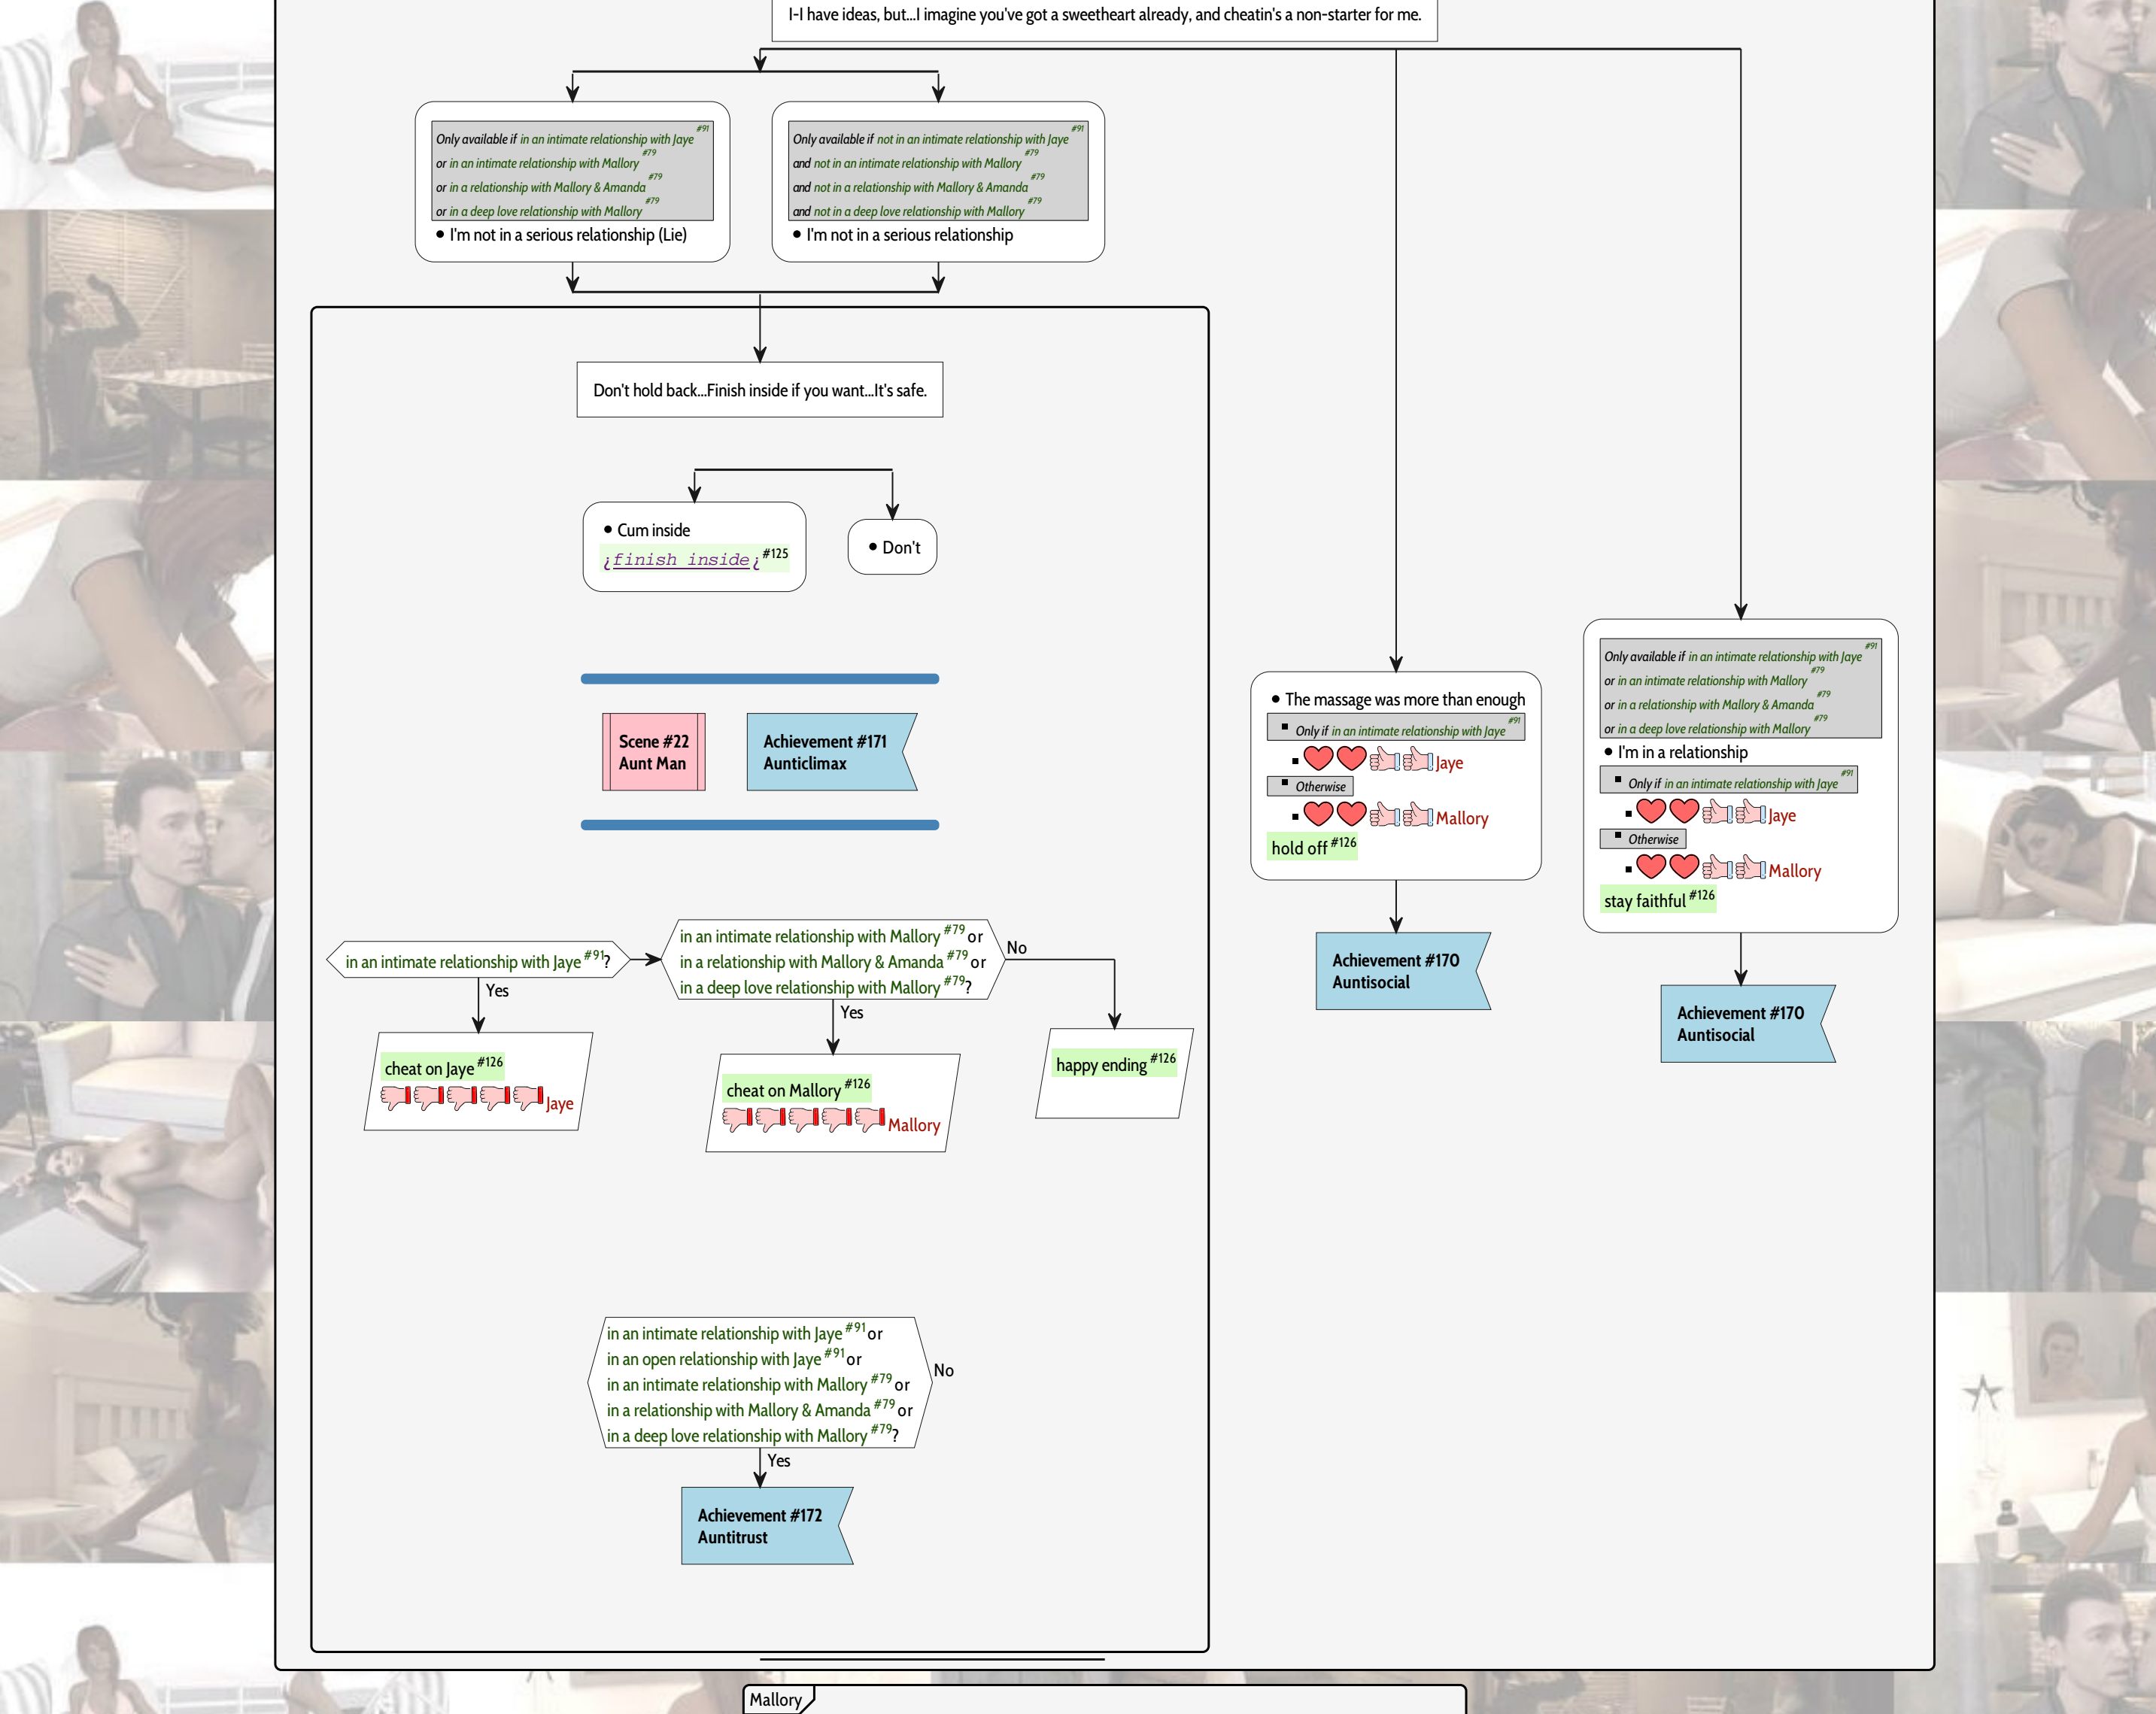 I-I have ideas, but...I imagine you've got a sweetheart already, and cheatin's a non-starter for me.
Only available if in an intimate relationship with Jaye #91
or in an intimate relationship with Mallory #79
or in a relationship with Mallory & Amanda #79
or in a deep love relationship with Mallory #79
• I'm not in a serious relationship (Lie)
Only available if not in an intimate relationship with Jaye #91
and not in an intimate relationship with Mallory #79
and not in a relationship with Mallory & Amanda #79
and not in a deep love relationship with Mallory #79
• I'm not in a serious relationship
Don't hold back...Finish inside if you want...It's safe.
• Cum inside
¿finish inside¿ #125
• Don't
Scene #22
Aunt Man
Achievement #171
Aunticlimax
in an intimate relationship with Jaye #91?
Yes
cheat on Jaye #126
Jaye
in an intimate relationship with Mallory #79 or
in a relationship with Mallory & Amanda #79 or
in a deep love relationship with Mallory #79?
Yes
No
cheat on Mallory #126
Mallory
happy ending #126
in an intimate relationship with Jaye #91 or
in an open relationship with Jaye #91 or
in an intimate relationship with Mallory #79 or
in a relationship with Mallory & Amanda #79 or
in a deep love relationship with Mallory #79?
No
Yes
Achievement #172
Auntitrust
• The massage was more than enough
▪ Only if in an intimate relationship with Jaye #91
▪ Jaye
▪ Otherwise
▪ Mallory
hold off #126
Achievement #170
Auntisocial
Only available if in an intimate relationship with Jaye #91
or in an intimate relationship with Mallory #79
or in a relationship with Mallory & Amanda #79
or in a deep love relationship with Mallory #79
• I'm in a relationship
▪ Only if in an intimate relationship with Jaye #91
▪ Jaye
▪ Otherwise
▪ Mallory
stay faithful #126
Achievement #170
Auntisocial
Mallory